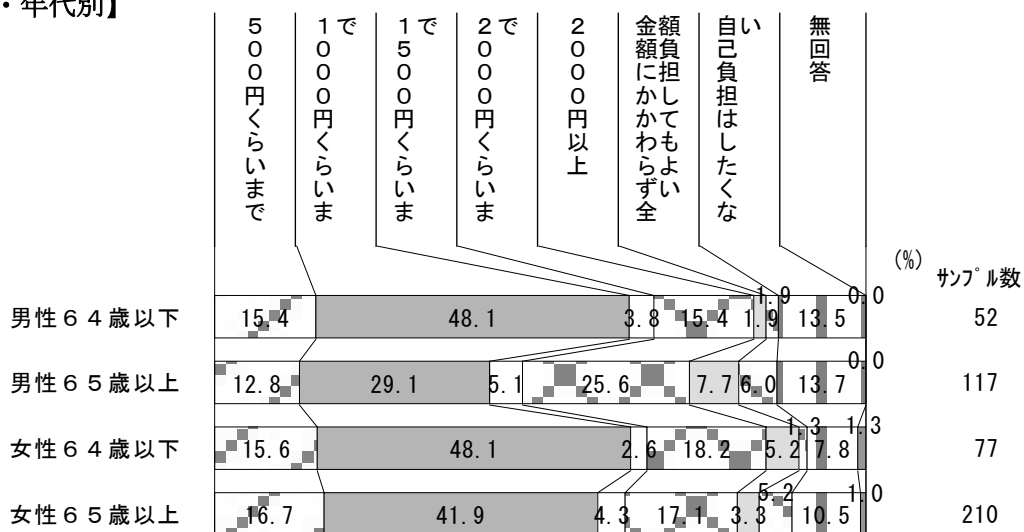 ・年代別】
５００円くらいまで
１０００円くらいま
で
１５００円くらいま
で
２０００円くらいま
で
２０００円以上
金額にかかわらず全
額負担してもよい
自己負担はしたくな
い
無回答
(%)
ｻﾝﾌﾟﾙ数
男性６４歳以下 15.4 48.1 3.8 15.4 1.9 1.9 13.5 0.0 52
男性６５歳以上 12.8 29.1 5.1 25.6 7.7 6.0 13.7 0.0 117
女性６４歳以下 15.6 48.1 2.6 18.2 5.2 1.3 7.8 1.3 77
女性６５歳以上 16.7 41.9 4.3 17.1 3.3 5.2 10.5 1.0 210